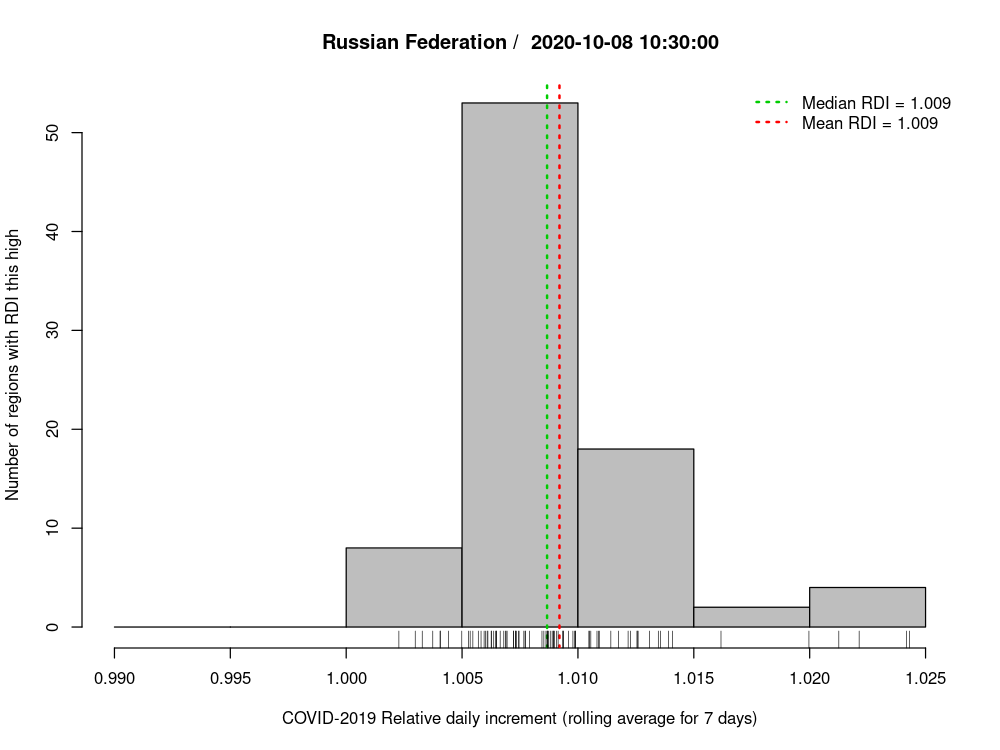 Russian Federation /  2020-10-08 10:30:00
Median RDI = 1.009
Mean RDI = 1.009
Number of regions with RDI this high
50
40
30
20
10
0
0.990 0.995 1.000 1.005 1.010 1.015 1.020 1.025
COVID-2019 Relative daily increment (rolling average for 7 days)